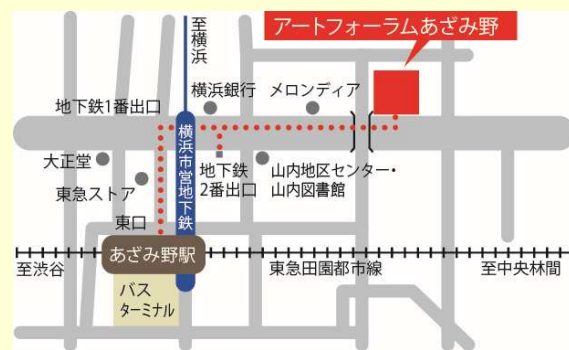 アートフォーラムあざみ野
至横浜
横浜銀行
メロンディア
地下鉄1番出口
横浜市営地下鉄
大正堂
地下鉄
2番出口
山内地区センター・
山内図書館
東急ストア
東口
あざみ野駅
至渋谷
東急田園都市線
至中央林間
バス
ターミナル